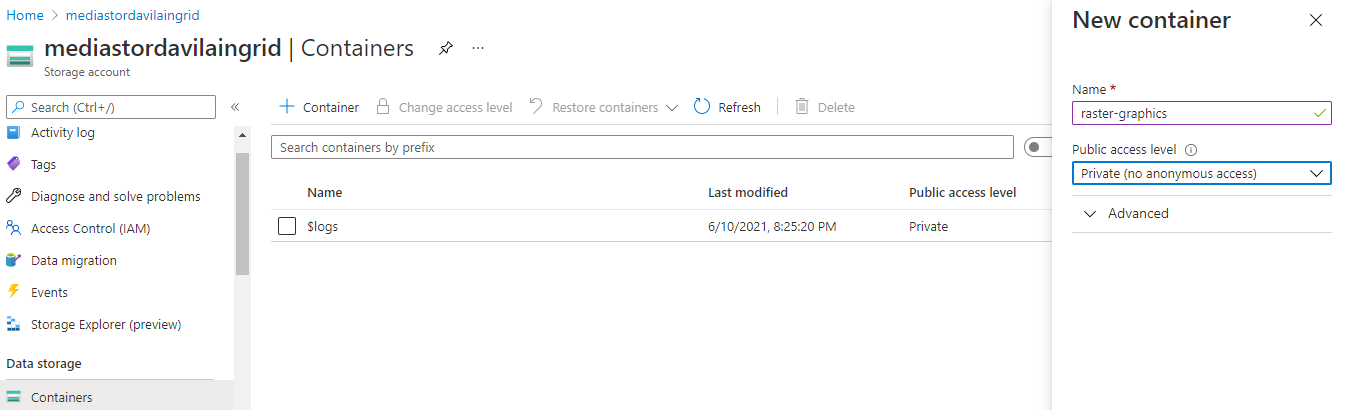 Home > mediastordavilaingrid
mediastordavilaingrid | Containers
Storage account
Search (Ctrl+/)
Activity log
Tags
Diagnose and solve problems
Access Control (IAM)
Data migration
Events
Storage Explorer (preview)
Data storage
Containers
+ Container Change access level Restore containers Refresh Delete
Search containers by prefix
Name Last modified Public access level
$logs 6/10/2021, 8:25:20 PM Private
New container
Name *
raster-graphics
Public access level
Private (no anonymous access)
Advanced